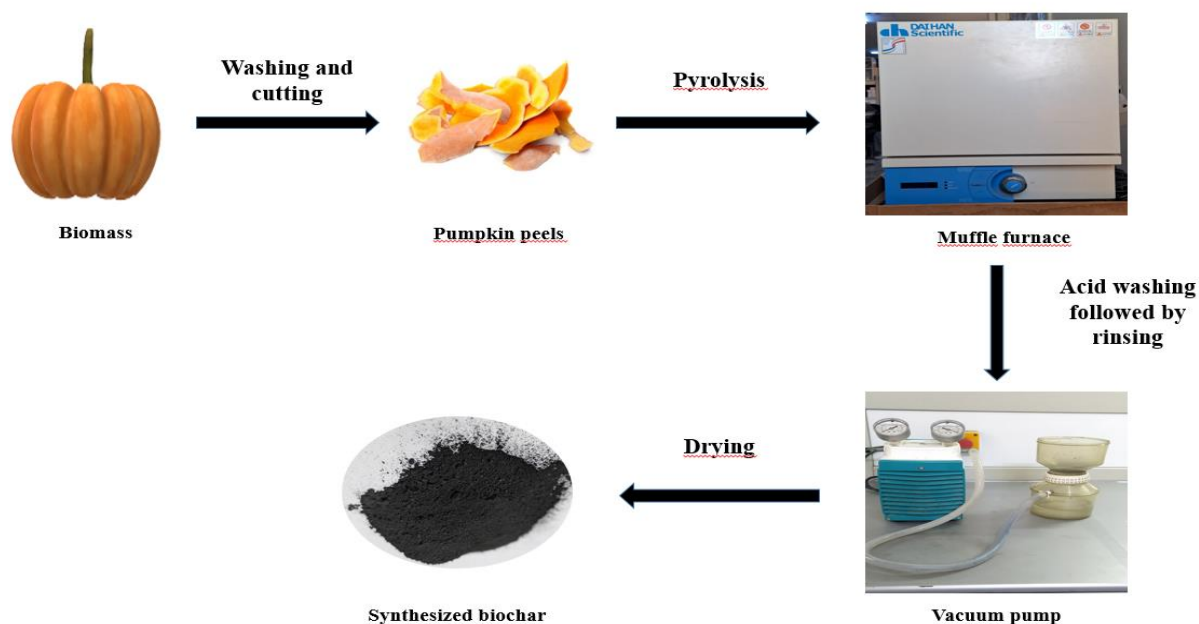 Washing and
cutting
Pyrolysis
DAIHAN
Scientific
Biomass
Pumpkin peels
Muffle furnace
Acid washing
followed by
rinsing
Drying
Synthesized biochar
Vacuum pump